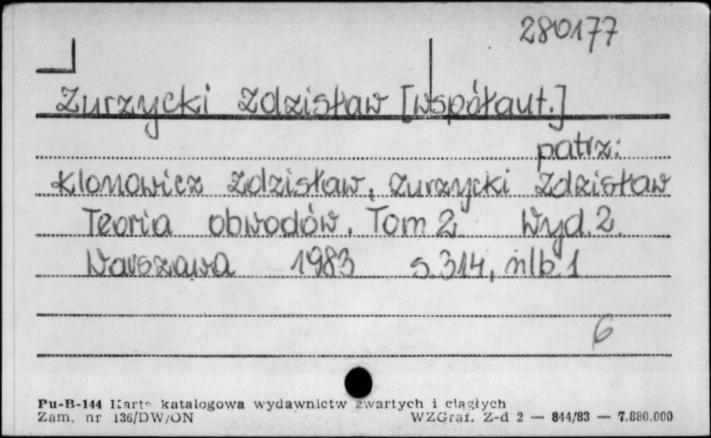 280177
Zurzycki Zdzisław [współaut.]
patrz:
Klonowicz Zdzisław, Zurzycki Zdzisław
Teoria obwodów. Tom 2 Wyd. 2.
Warszawa 1983 s. 314, nlb 1
6
Pu-B-144 Karta katalogowa wydawnictw zwartych i ciągłych
Zam. nr 136/DW/ON WZGraf. Z-d 2 — 844/83 — 7.880.000